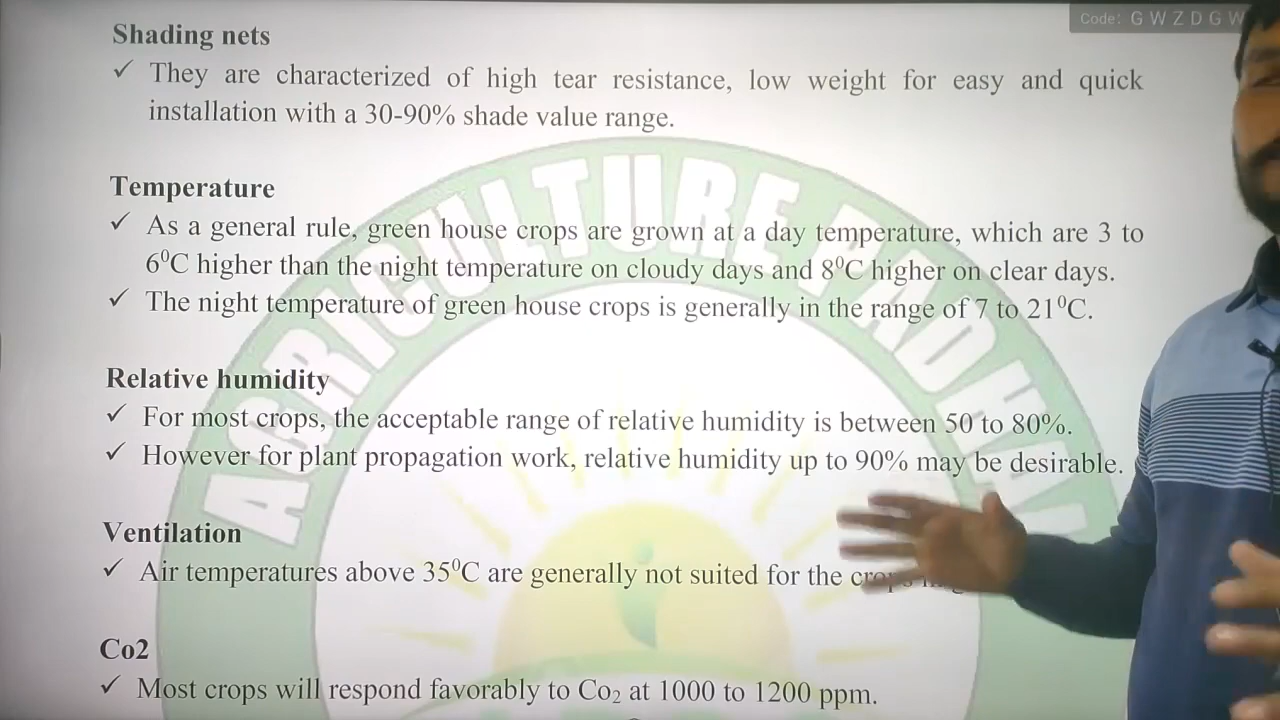 Code: G W Z D G W
Shading nets
✓ They are characterized of high tear resistance, low weight for easy and quick
installation with a 30-90% shade value range.
Temperature
✓ As a general rule, green house crops are grown at a day temperature, which are 3 to
6⁰C higher than the night temperature on cloudy days and 8⁰C higher on clear days.
✓ The night temperature of green house crops is generally in the range of 7 to 21⁰C.
Relative humidity
✓ For most crops, the acceptable range of relative humidity is between 50 to 80%.
✓ However for plant propagation work, relative humidity up to 90% may be desirable.
Ventilation
✓ Air temperatures above 35⁰C are generally not suited for the
Co2
✓ Most crops will respond favorably to Co₂ at 1000 to 1200 ppm.
AGRICULTURE PADHAI